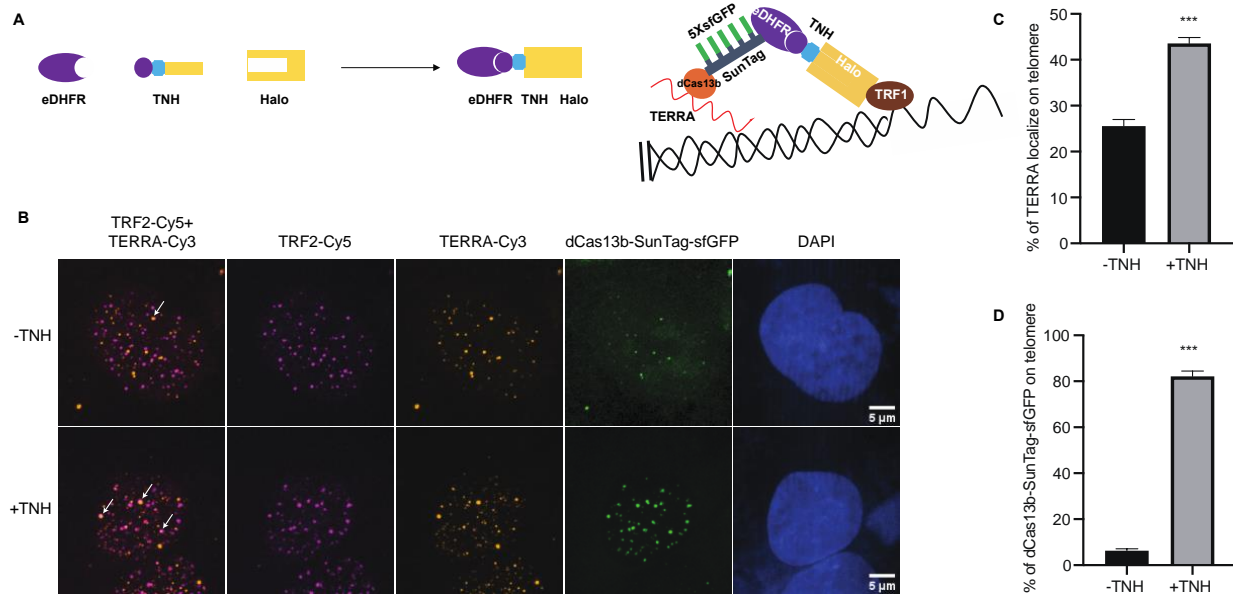 A
eDHFR
TNH
Halo
eDHFR TNH Halo
5XsfGFP
eDHFR
TNH
SunTag
Halo
dCas13b
TRF1
TERRA
B
TRF2-Cy5+
TERRA-Cy3
TRF2-Cy5
TERRA-Cy3
dCas13b-SunTag-sfGFP
DAPI
-TNH
5 µm
+TNH
5 µm
C
% of TERRA localize on telomere
50
40
30
20
10
0
***
-TNH
+TNH
D
% of dCas13b-SunTag-sfGFP on telomere
100
80
60
40
20
0
***
-TNH
+TNH